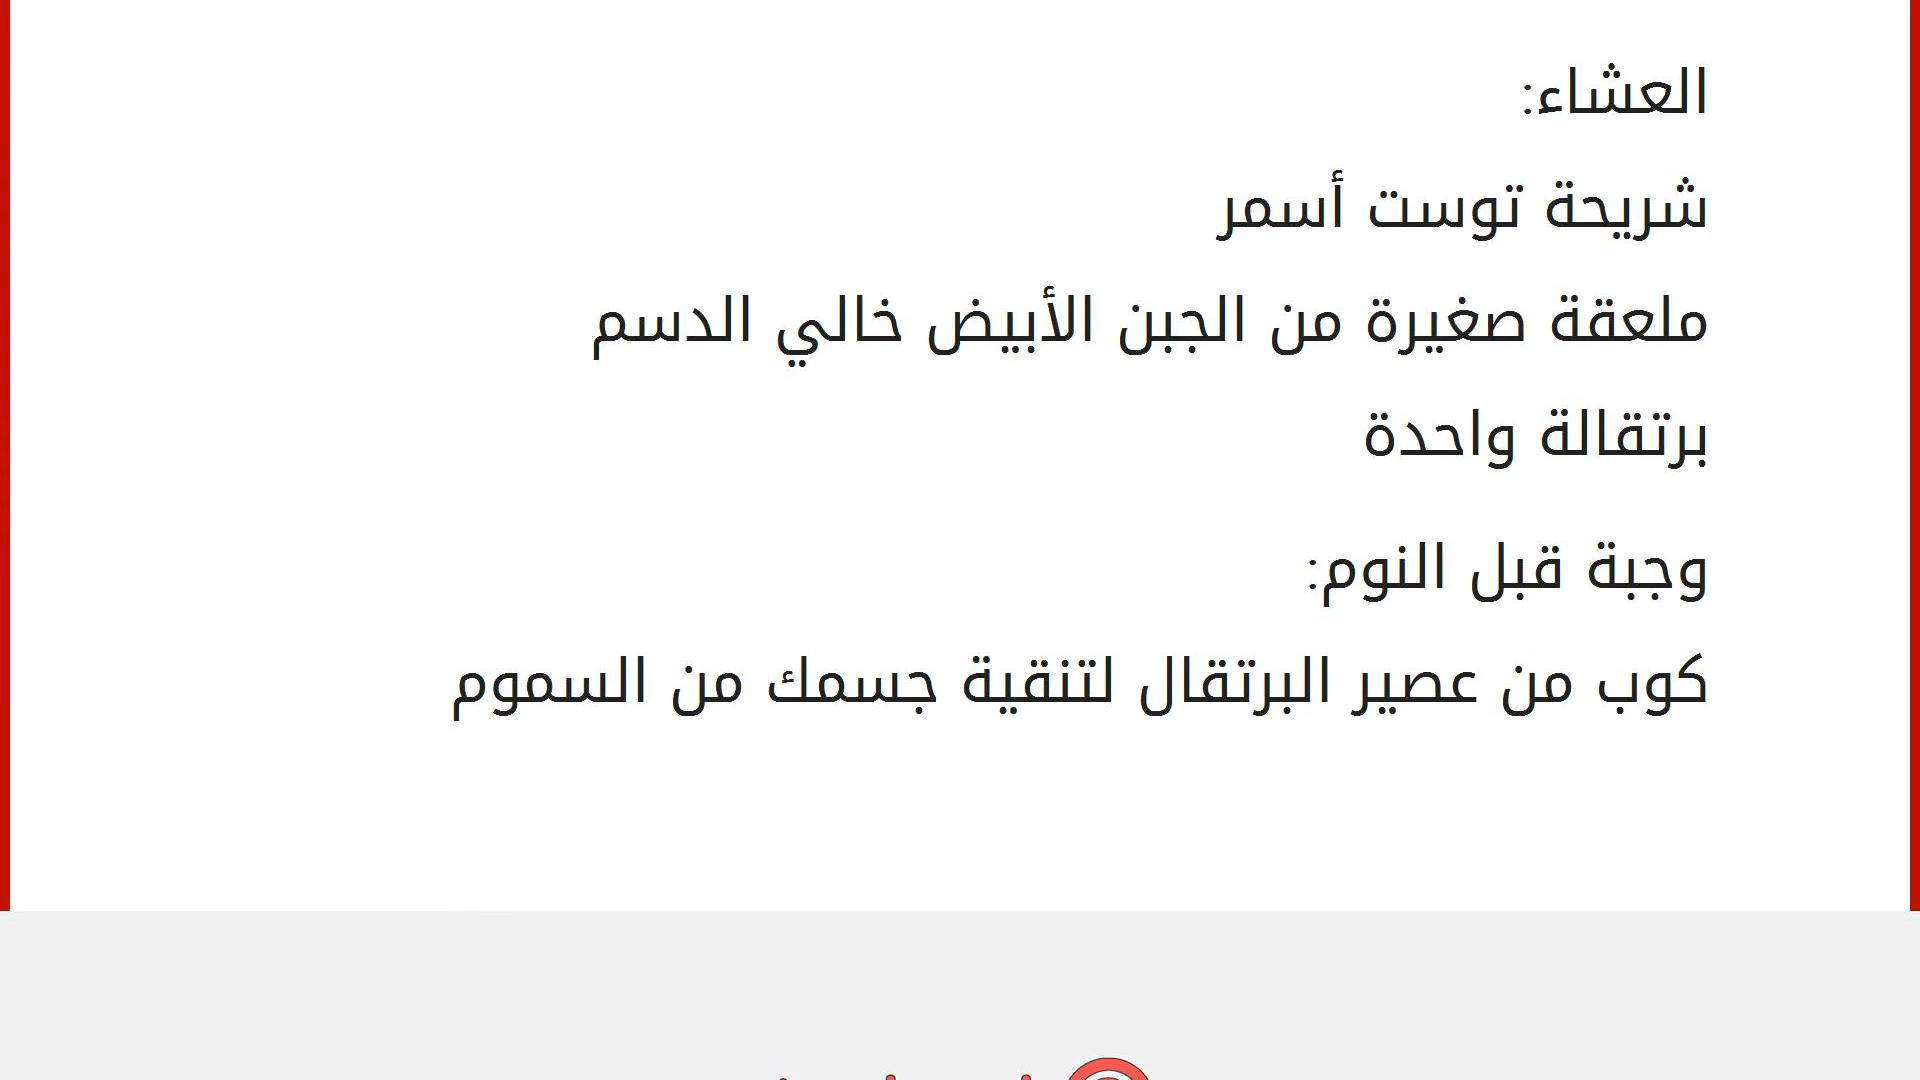 العشاء:
شريحة توست أسمر
ملعقة صغيرة من الجبن الأبيض خالي الدسم
برتقالة واحدة
وجبة قبل النوم:
كوب من عصير البرتقال لتنقية جسمك من السموم